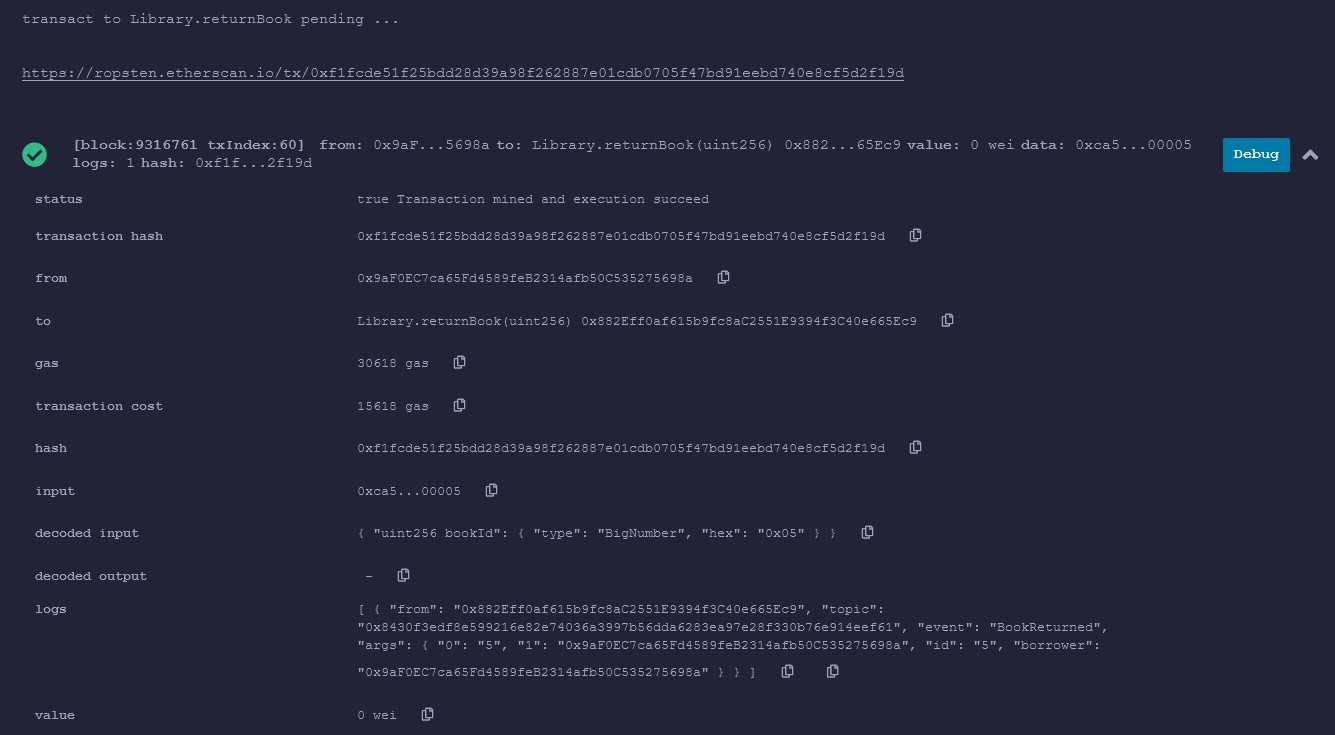 transact to Library.returnBook pending ...
https://ropsten.etherscan.io/tx/0xf1fcde51f25bdd28d39a98f262887e01cdb0705f47bd91eebd740e8cf5d2f19d
[block:9316761 txIndex:60] from: 0x9aF...5698a to: Library.returnBook(uint256) 0x882...65Ec9 value: 0 wei data: 0xca5...00005
logs: 1 hash: 0xf1f...2f19d
Debug
status true Transaction mined and execution succeed
transaction hash 0xf1fcde51f25bdd28d39a98f262887e01cdb0705f47bd91eebd740e8cf5d2f19d
from 0x9aF0EC7ca65Fd4589feB2314afb50C535275698a
to Library.returnBook(uint256) 0x882Eff0af615b9fc8aC2551E9394f3C40e665Ec9
gas 30618 gas
transaction cost 15618 gas
hash 0xf1fcde51f25bdd28d39a98f262887e01cdb0705f47bd91eebd740e8cf5d2f19d
input 0xca5...00005
decoded input { "uint256 bookId": { "type": "BigNumber", "hex": "0x05" } }
decoded output -
logs [ { "from": "0x882Eff0af615b9fc8aC2551E9394f3C40e665Ec9", "topic":
"0x8430f3edf8e599216e82e74036a3997b56dda6283ea97e28f330b76e914eef61", "event": "BookReturned",
"args": { "0": "5", "1": "0x9aF0EC7ca65Fd4589feB2314afb50C535275698a", "id": "5", "borrower":
"0x9aF0EC7ca65Fd4589feB2314afb50C535275698a" } } ]
value 0 wei